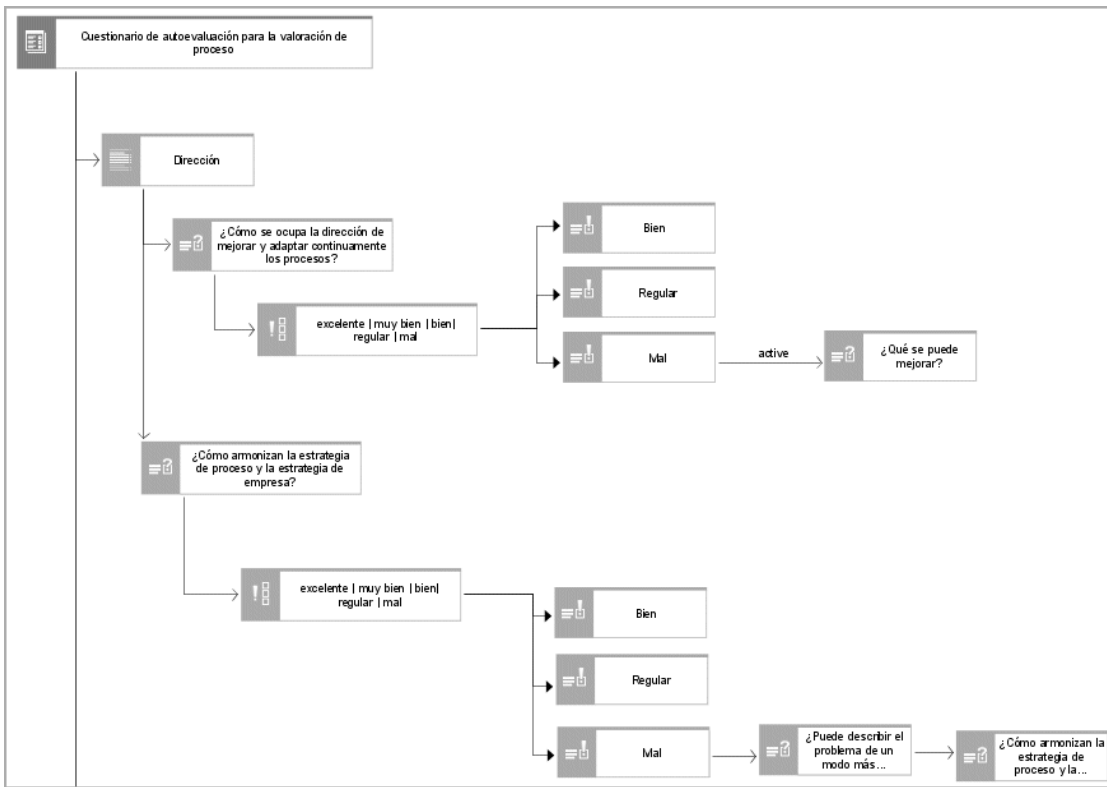 Cuestionario de autoevaluación para la valoración de
proceso
Dirección
¿Cómo se ocupa la dirección de
mejorar y adaptar continuamente
los procesos?
excelente | muy bien | bien|
regular | mal
Bien
Regular
Mal
active
¿Qué se puede
mejorar?
¿Cómo armonizan la estrategia
de proceso y la estrategia de
empresa?
excelente | muy bien | bien|
regular | mal
Bien
Regular
Mal
¿Puede describir el
problema de un
modo más...
¿Cómo armonizan la
estrategia de
proceso y la...